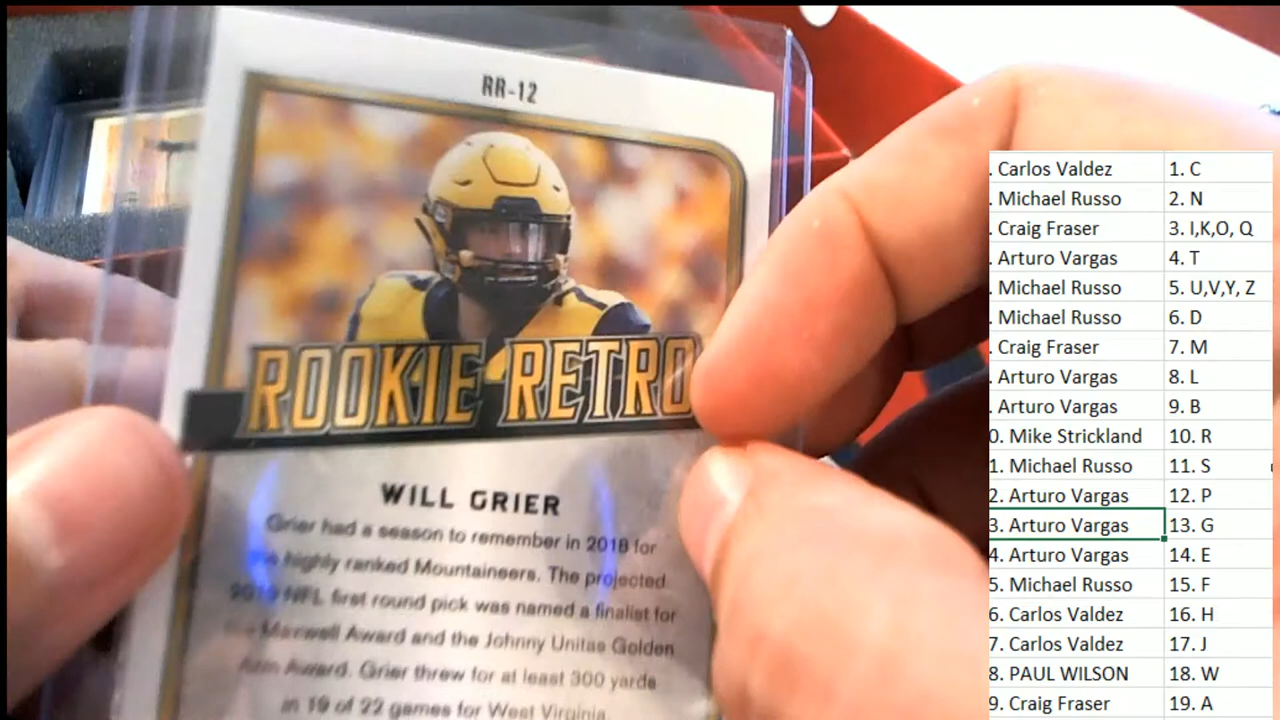 RR-12
ROOKIE RETRO
WILL GRIER
Grier had a season to remember in 2018 for
the highly ranked Mountaineers. The projected
2019 NFL first round pick was named a finalist for
the Maxwell Award and the Johnny Unitas Golden
Arm Award. Grier threw for at least 300 yards
in 19 of 22 games for West Virginia.
. Carlos Valdez 1. C
. Michael Russo 2. N
. Craig Fraser 3. I,K,O, Q
. Arturo Vargas 4. T
. Michael Russo 5. U,V,Y, Z
. Michael Russo 6. D
. Craig Fraser 7. M
. Arturo Vargas 8. L
. Arturo Vargas 9. B
0. Mike Strickland 10. R
1. Michael Russo 11. S
2. Arturo Vargas 12. P
3. Arturo Vargas 13. G
4. Arturo Vargas 14. E
5. Michael Russo 15. F
6. Carlos Valdez 16. H
7. Carlos Valdez 17. J
8. PAUL WILSON 18. W
9. Craig Fraser 19. A